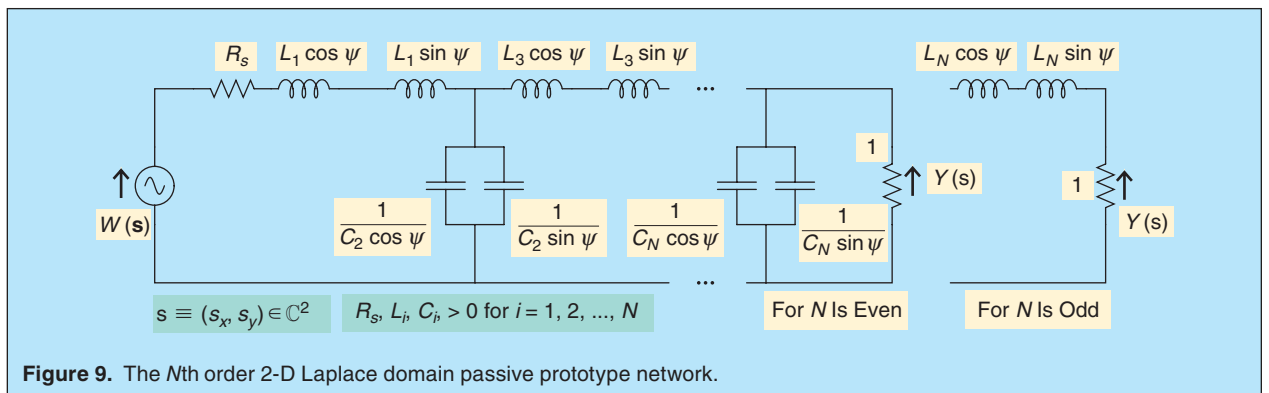 R_s L_1 cos ψ L_1 sin ψ L_3 cos ψ L_3 sin ψ L_N cos ψ L_N sin ψ
... 
1 Y (s) 1 Y (s)
W (s)
1/(C_2 cos ψ) 1/(C_2 sin ψ) 1/(C_N cos ψ) 1/(C_N sin ψ)
...
s ≡ (s_x, s_y) ∈ ℂ^2 R_s, L_i, C_i, > 0 for i = 1, 2, ..., N For N Is Even For N Is Odd
Figure 9. The Nth order 2-D Laplace domain passive prototype network.